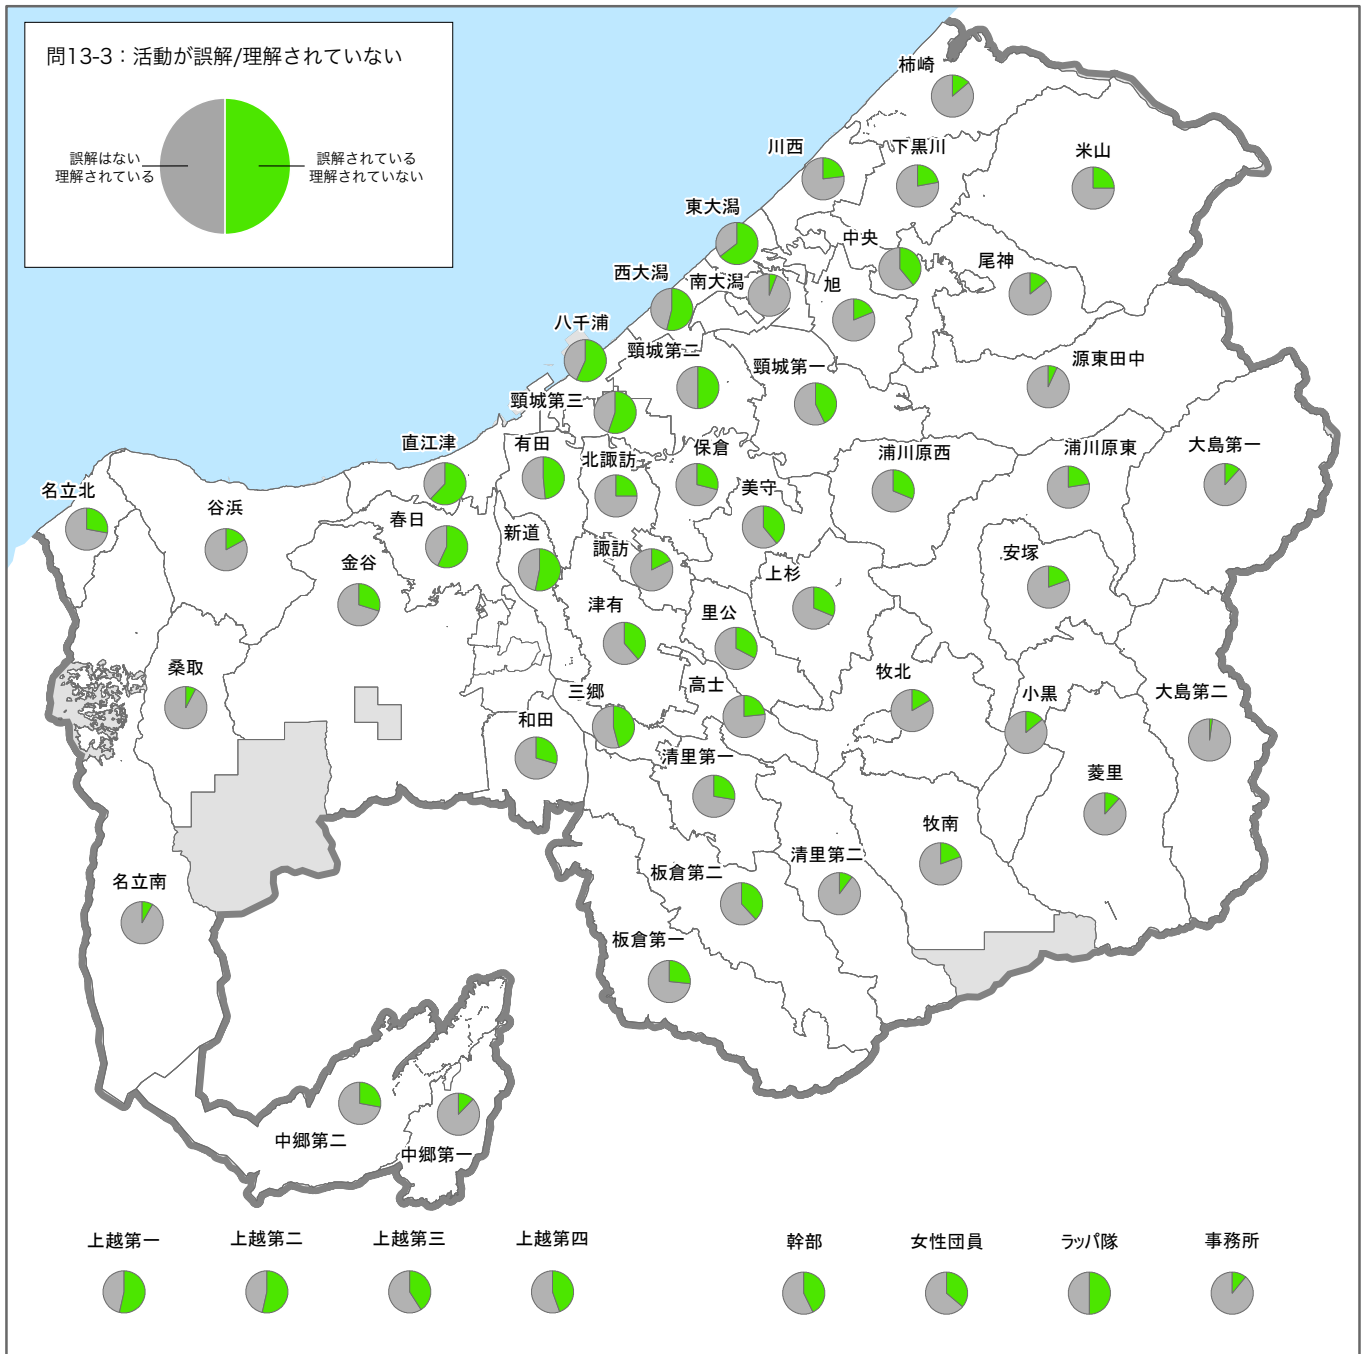 問13-3：活動が誤解/理解されていない
誤解はない
理解されている
誤解されている
理解されていない
柿崎
川西
下黒川
米山
東大潟
中央
尾神
西大潟
南大潟
旭
八千浦
頸城第二
頸城第一
源東田中
頸城第三
直江津
有田
北諏訪
保倉
浦川原西
浦川原東
大島第一
名立北
谷浜
春日
新道
美守
金谷
諏訪
上杉
安塚
津有
里公
桑取
三郷
高士
牧北
小黒
大島第二
和田
清里第一
菱里
牧南
名立南
板倉第二
清里第二
板倉第一
中郷第二
中郷第一
上越第一
上越第二
上越第三
上越第四
幹部
女性団員
ラッパ隊
事務所